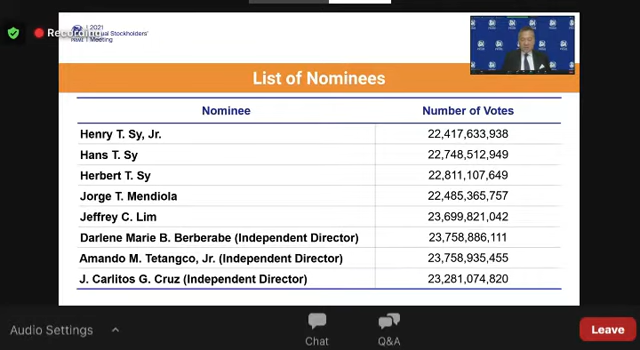 2021
Annual Stockholders'
Meeting
Recording
List of Nominees
Nominee Number of Votes
Henry T. Sy, Jr. 22,417,633,938
Hans T. Sy 22,748,512,949
Herbert T. Sy 22,811,107,649
Jorge T. Mendiola 22,485,365,757
Jeffrey C. Lim 23,699,821,042
Darlene Marie B. Berberabe (Independent Director) 23,758,886,111
Amando M. Tetangco, Jr. (Independent Director) 23,758,935,455
J. Carlitos G. Cruz (Independent Director) 23,281,074,820
Audio Settings Chat Q&A Leave